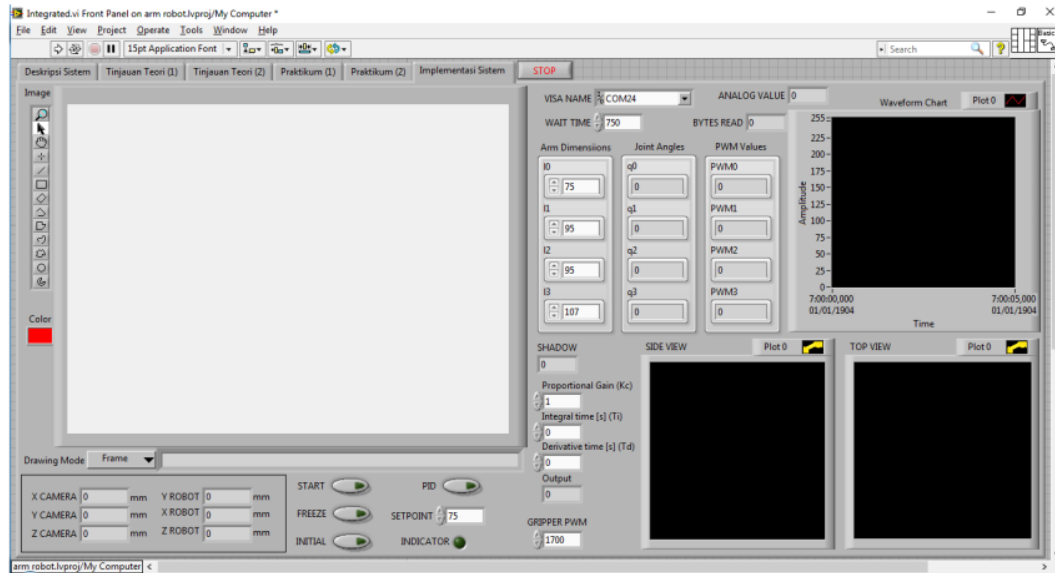 Integrated.vi Front Panel on arm robot.lvproj/My Computer *
File Edit View Project Operate Tools Window Help
15pt Application Font
Search
Basic
Deskripsi Sistem
Tinjauan Teori (1)
Tinjauan Teori (2)
Praktikum (1)
Praktikum (2)
Implementasi Sistem
STOP
Image
Color
Drawing Mode Frame
X CAMERA 0 mm Y ROBOT 0 mm
Y CAMERA 0 mm X ROBOT 0 mm
Z CAMERA 0 mm Z ROBOT 0 mm
START
FREEZE
INITIAL
PID
SETPOINT 75
INDICATOR
VISA NAME COM24
ANALOG VALUE 0
WAIT TIME 750
BYTES READ 0
Arm Dimensiions
l0
75
l1
95
l2
95
l3
107
Joint Angles
q0
0
q1
0
q2
0
q3
0
PWM Values
PWM0
0
PWM1
0
PWM2
0
PWM3
0
Waveform Chart
Plot 0
Amplitude
255
225
200
175
150
125
100
75
50
25
0
7:00:00,000
01/01/1904
7:00:05,000
01/01/1904
Time
SHADOW
0
Proportional Gain (Kc)
1
Integral time [s] (Ti)
0
Derivative time [s] (Td)
0
Output
0
GRIPPER PWM
1700
SIDE VIEW
Plot 0
TOP VIEW
Plot 0
arm robot.lvproj/My Computer